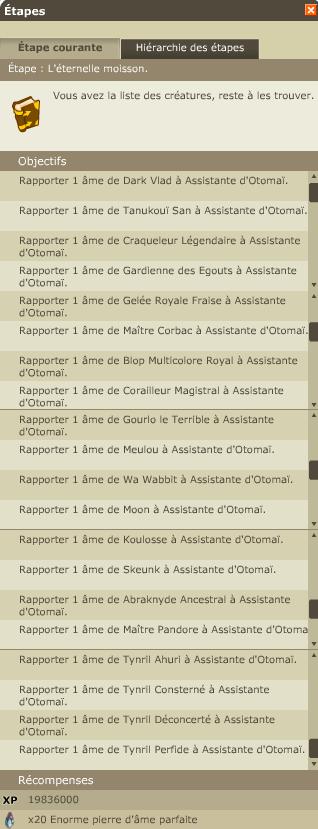 Étapes
Étape courante
Hiérarchie des étapes
Étape : L'éternelle moisson.
Vous avez la liste des créatures, reste à les trouver.
Objectifs
Rapporter 1 âme de Dark Vlad à Assistante d'Otomaï.
Rapporter 1 âme de Tanukouï San à Assistante d'Otomaï.
Rapporter 1 âme de Craqueleur Légendaire à Assistante
d'Otomaï.
Rapporter 1 âme de Gardienne des Egouts à Assistante
d'Otomaï.
Rapporter 1 âme de Gelée Royale Fraise à Assistante
d'Otomaï.
Rapporter 1 âme de Maître Corbac à Assistante d'Otomaï.
Rapporter 1 âme de Blop Multicolore Royal à Assistante
d'Otomaï.
Rapporter 1 âme de Corailleur Magistral à Assistante
d'Otomaï.
Rapporter 1 âme de Gourlo le Terrible à Assistante
d'Otomaï.
Rapporter 1 âme de Meulou à Assistante d'Otomaï.
Rapporter 1 âme de Wa Wabbit à Assistante d'Otomaï.
Rapporter 1 âme de Moon à Assistante d'Otomaï.
Rapporter 1 âme de Koulosse à Assistante d'Otomaï.
Rapporter 1 âme de Skeunk à Assistante d'Otomaï.
Rapporter 1 âme de Abraknyde Ancestral à Assistante
d'Otomaï.
Rapporter 1 âme de Maître Pandore à Assistante d'Otoma
Rapporter 1 âme de Tynril Ahuri à Assistante d'Otomaï.
Rapporter 1 âme de Tynril Consterné à Assistante
d'Otomaï.
Rapporter 1 âme de Tynril Déconcerté à Assistante
d'Otomaï.
Rapporter 1 âme de Tynril Perfide à Assistante d'Otomaï.
Récompenses
XP 19836000
x20 Enorme pierre d'âme parfaite